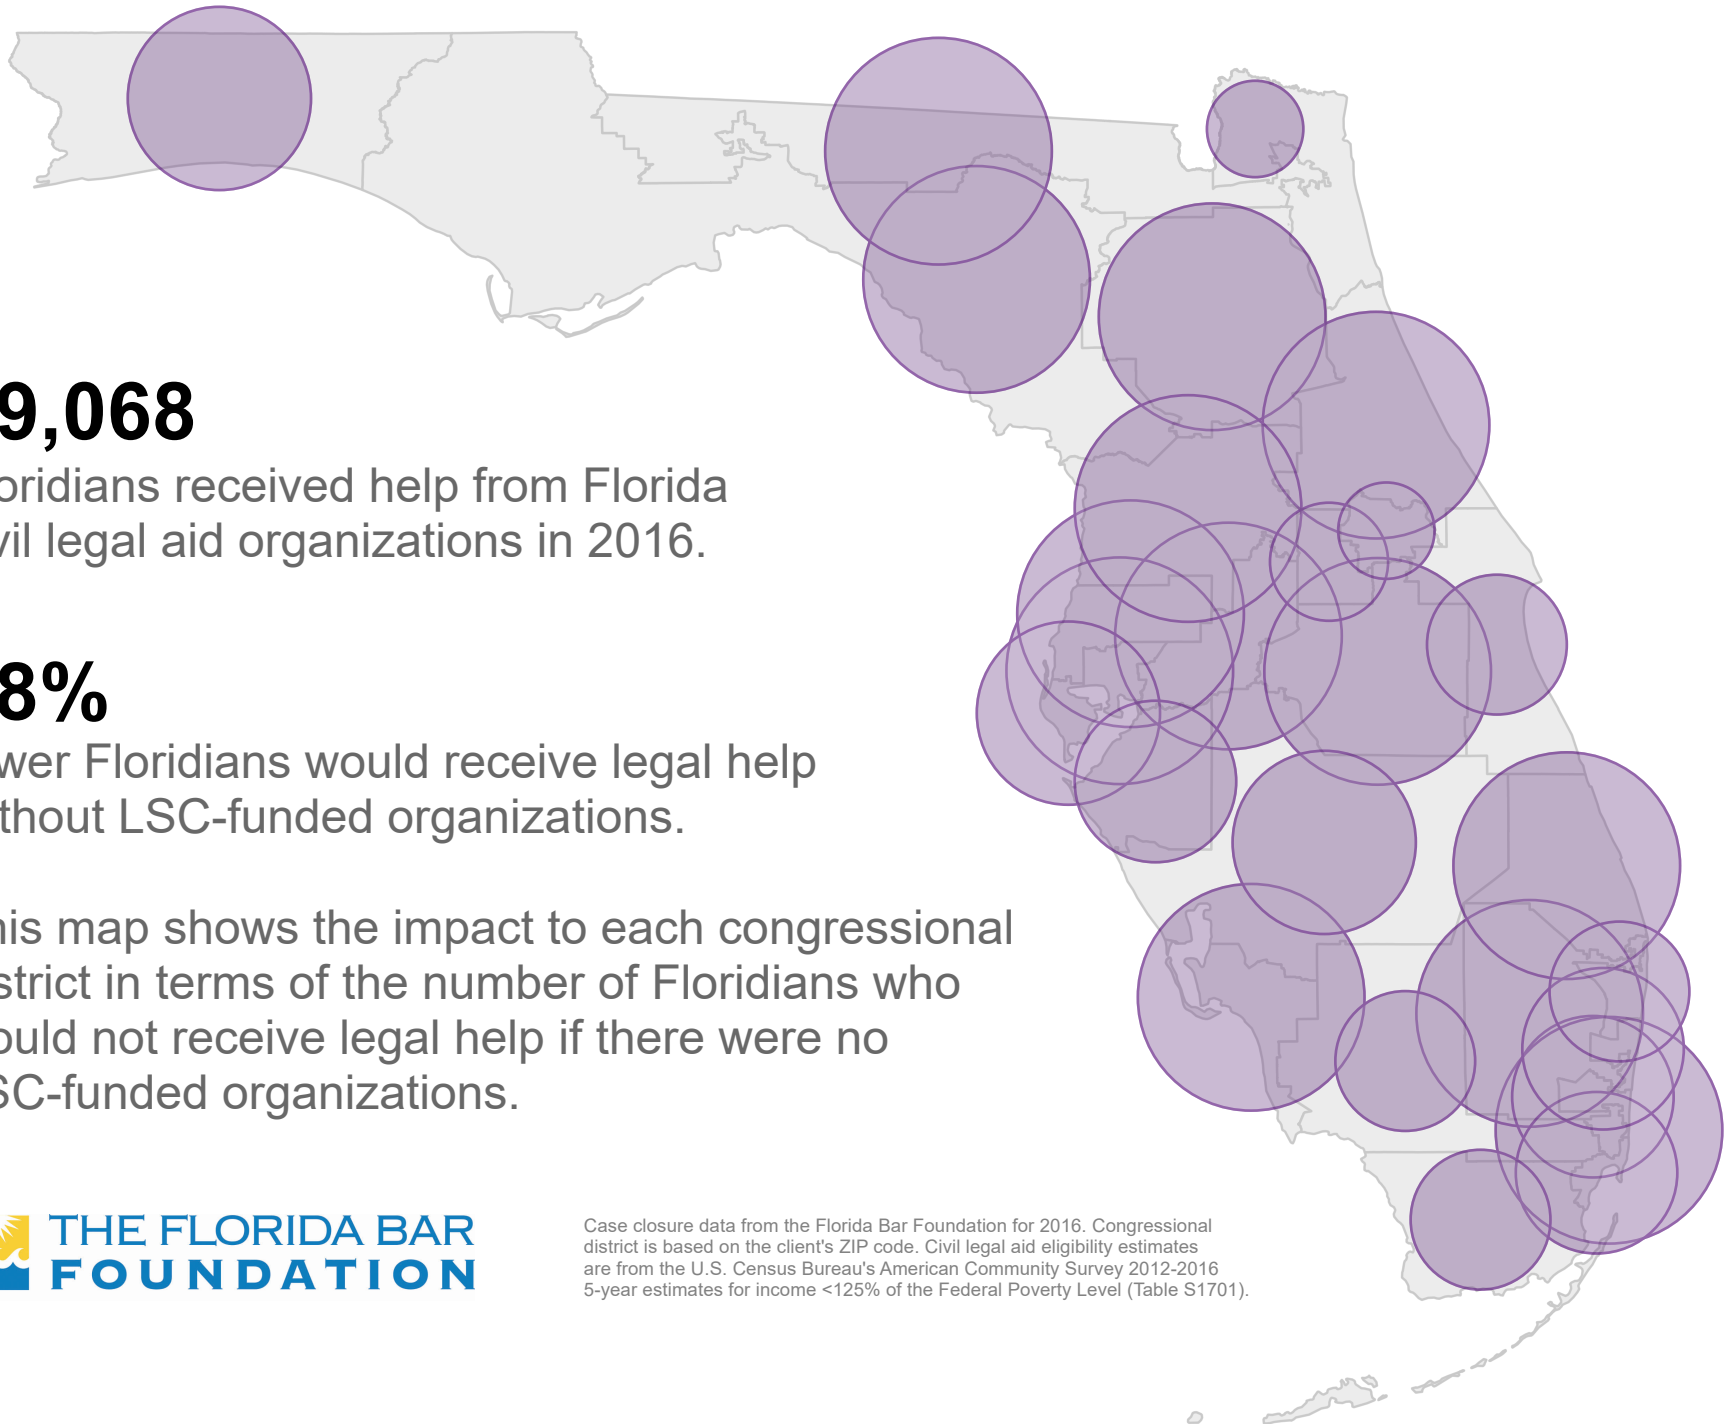 9,068
oridians received help from Florida
vil legal aid organizations in 2016.
8%
wer Floridians would receive legal help
thout LSC-funded organizations.
his map shows the impact to each congressional
strict in terms of the number of Floridians who
ould not receive legal help if there were no
SC-funded organizations.
THE FLORIDA BAR
FOUNDATION
Case closure data from the Florida Bar Foundation for 2016. Congressional
district is based on the client's ZIP code. Civil legal aid eligibility estimates
are from the U.S. Census Bureau's American Community Survey 2012-2016
5-year estimates for income <125% of the Federal Poverty Level (Table S1701).